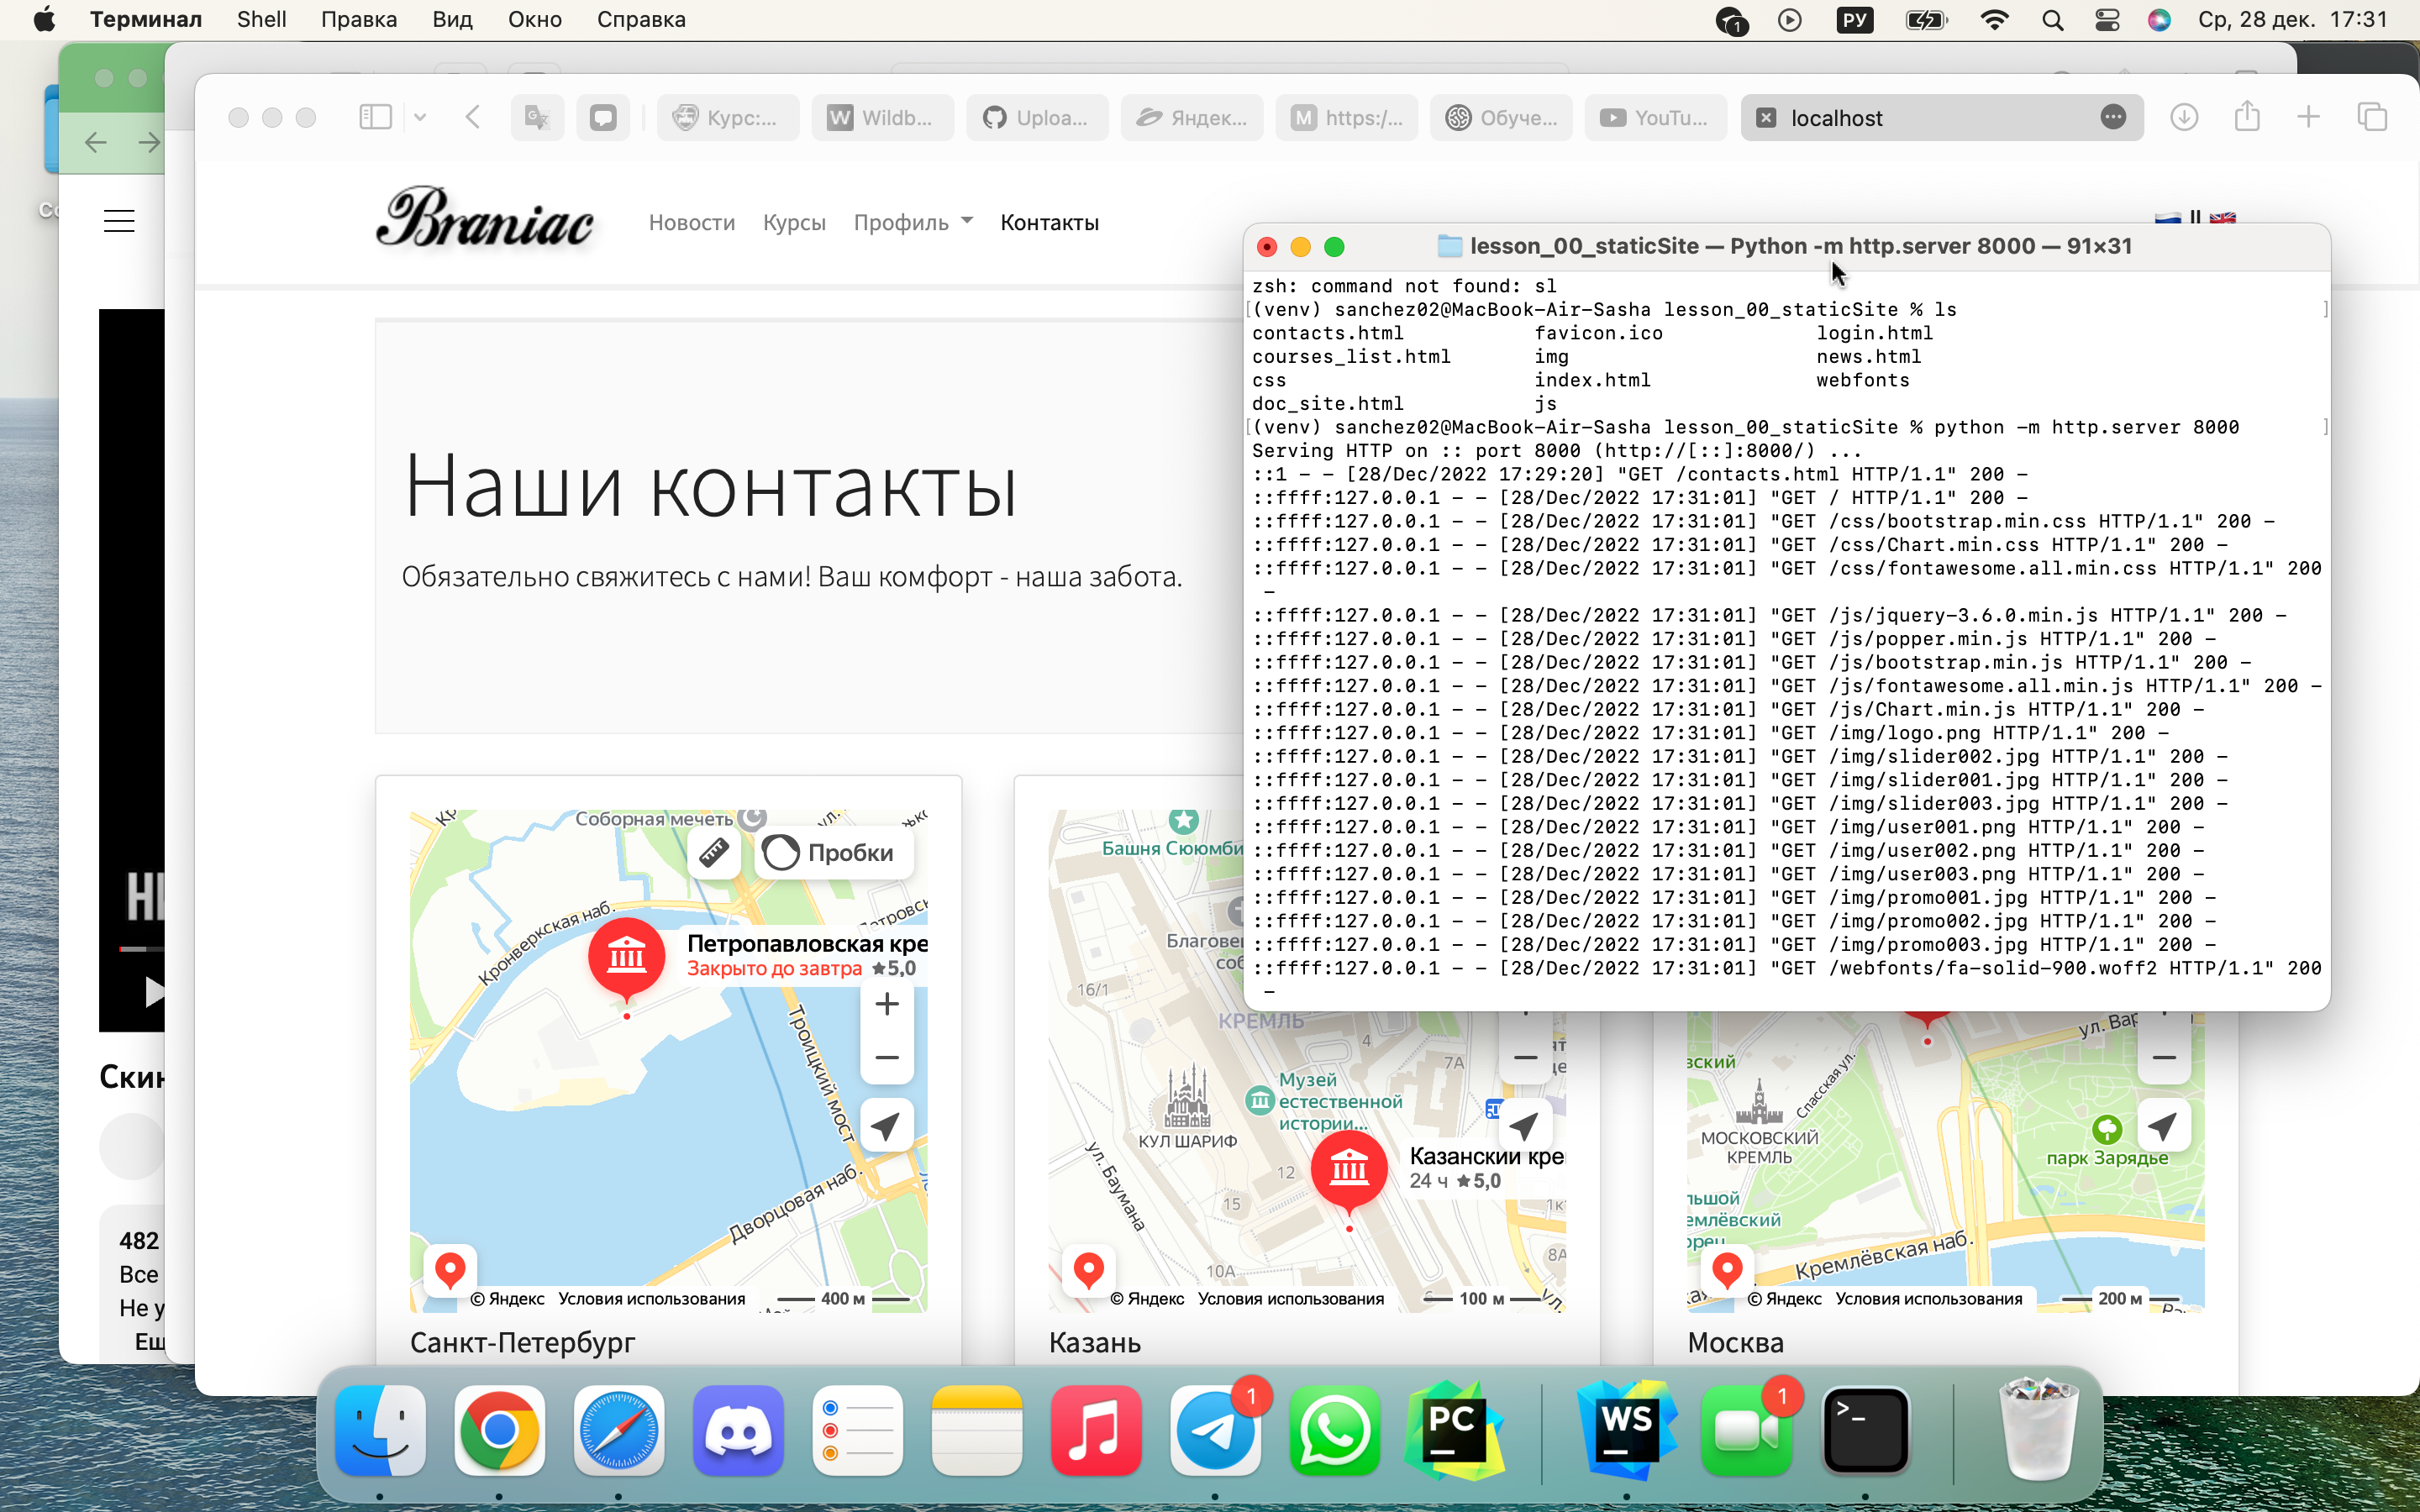 Терминал Shell Правка Вид Окно Справка 1 РУ Ср, 28 дек. 17:31
Курс:... Wildb... Uploa... Яндек... https:/... Обуче... YouTu... localhost
Braniac Новости Курсы Профиль Контакты
lesson_00_staticSite — Python -m http.server 8000 — 91×31
zsh: command not found: sl
[(venv) sanchez02@MacBook-Air-Sasha lesson_00_staticSite % ls ]
contacts.html favicon.ico login.html
courses_list.html img news.html
css index.html webfonts
doc_site.html js
[(venv) sanchez02@MacBook-Air-Sasha lesson_00_staticSite % python -m http.server 8000 ]
Serving HTTP on :: port 8000 (http://[::]:8000/) ...
::1 - - [28/Dec/2022 17:29:20] "GET /contacts.html HTTP/1.1" 200 -
::ffff:127.0.0.1 - - [28/Dec/2022 17:31:01] "GET / HTTP/1.1" 200 -
::ffff:127.0.0.1 - - [28/Dec/2022 17:31:01] "GET /css/bootstrap.min.css HTTP/1.1" 200 -
::ffff:127.0.0.1 - - [28/Dec/2022 17:31:01] "GET /css/Chart.min.css HTTP/1.1" 200 -
::ffff:127.0.0.1 - - [28/Dec/2022 17:31:01] "GET /css/fontawesome.all.min.css HTTP/1.1" 200
-
::ffff:127.0.0.1 - - [28/Dec/2022 17:31:01] "GET /js/jquery-3.6.0.min.js HTTP/1.1" 200 -
::ffff:127.0.0.1 - - [28/Dec/2022 17:31:01] "GET /js/popper.min.js HTTP/1.1" 200 -
::ffff:127.0.0.1 - - [28/Dec/2022 17:31:01] "GET /js/bootstrap.min.js HTTP/1.1" 200 -
::ffff:127.0.0.1 - - [28/Dec/2022 17:31:01] "GET /js/fontawesome.all.min.js HTTP/1.1" 200 -
::ffff:127.0.0.1 - - [28/Dec/2022 17:31:01] "GET /js/Chart.min.js HTTP/1.1" 200 -
::ffff:127.0.0.1 - - [28/Dec/2022 17:31:01] "GET /img/logo.png HTTP/1.1" 200 -
::ffff:127.0.0.1 - - [28/Dec/2022 17:31:01] "GET /img/slider002.jpg HTTP/1.1" 200 -
::ffff:127.0.0.1 - - [28/Dec/2022 17:31:01] "GET /img/slider001.jpg HTTP/1.1" 200 -
::ffff:127.0.0.1 - - [28/Dec/2022 17:31:01] "GET /img/slider003.jpg HTTP/1.1" 200 -
::ffff:127.0.0.1 - - [28/Dec/2022 17:31:01] "GET /img/user001.png HTTP/1.1" 200 -
::ffff:127.0.0.1 - - [28/Dec/2022 17:31:01] "GET /img/user002.png HTTP/1.1" 200 -
::ffff:127.0.0.1 - - [28/Dec/2022 17:31:01] "GET /img/user003.png HTTP/1.1" 200 -
::ffff:127.0.0.1 - - [28/Dec/2022 17:31:01] "GET /img/promo001.jpg HTTP/1.1" 200 -
::ffff:127.0.0.1 - - [28/Dec/2022 17:31:01] "GET /img/promo002.jpg HTTP/1.1" 200 -
::ffff:127.0.0.1 - - [28/Dec/2022 17:31:01] "GET /img/promo003.jpg HTTP/1.1" 200 -
::ffff:127.0.0.1 - - [28/Dec/2022 17:31:01] "GET /webfonts/fa-solid-900.woff2 HTTP/1.1" 200
-
Наши контакты
Обязательно свяжитесь с нами! Ваш комфорт - наша забота.
Соборная мечеть
Пробки
Кронверкская наб.
Петропавловская кре
Закрыто до завтра ★5,0
Троицкий мост
Дворцовая наб.
© Яндекс Условия использования 400 м
Санкт-Петербург
Башня Сююмби
Благове
соб
16/1
КРЕМЛЬ
4
7А
Музей
естественной
истории...
КУЛ ШАРИФ
ул. Баумана
12
Казанский кре
24 ч ★5,0
15
1к
8А
10А
ул.
© Яндекс Условия использования 100 м
Казань
ул. Вар
вский
Спасская ул.
МОСКОВСКИЙ
КРЕМЛЬ
парк Зарядье
льшой
емлёвский
Кремлёвская наб.
© Яндекс Условия использования 200 м
Москва
Скин
482
Все
Не у
Ещ
1
PC
WS
1
>_